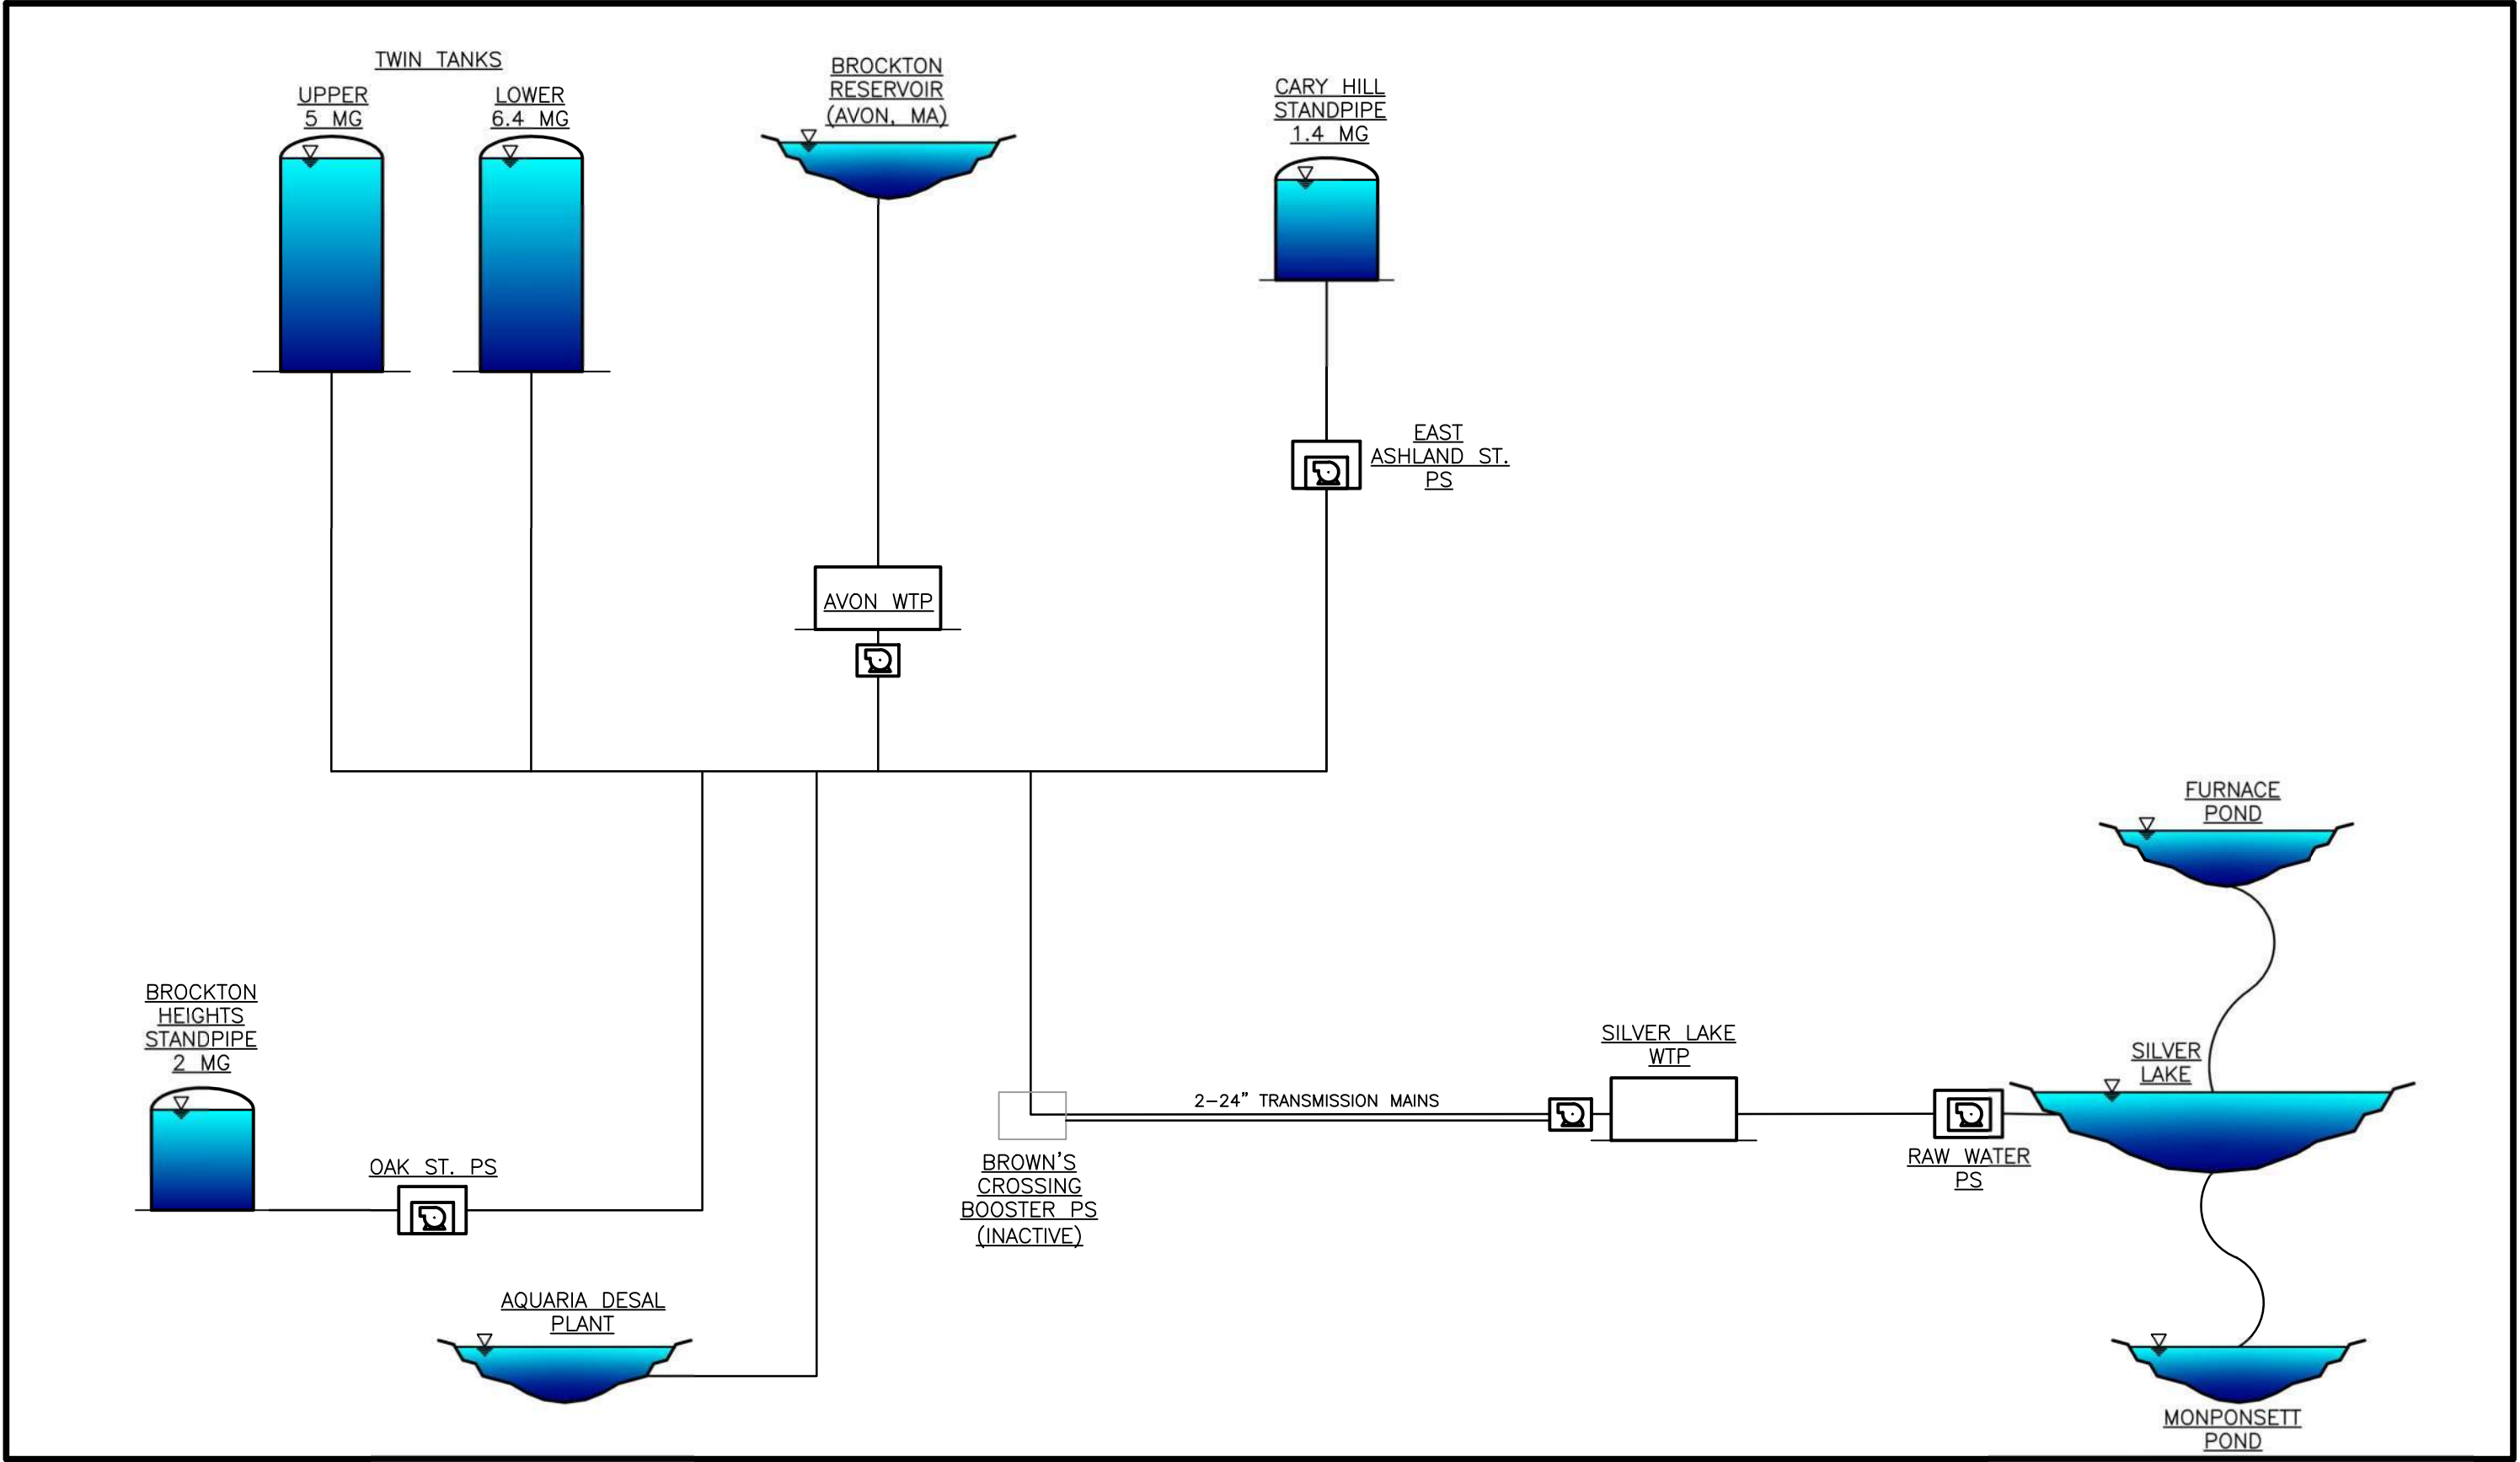 TWIN TANKS
UPPER
5 MG
LOWER
6.4 MG
BROCKTON
RESERVOIR
(AVON, MA)
CARY HILL
STANDPIPE
1.4 MG
EAST
ASHLAND ST.
PS
AVON WTP
FURNACE
POND
BROCKTON
HEIGHTS
STANDPIPE
2 MG
OAK ST. PS
AQUARIA DESAL
PLANT
BROWN'S
CROSSING
BOOSTER PS
(INACTIVE)
2-24" TRANSMISSION MAINS
SILVER LAKE
WTP
RAW WATER
PS
SILVER
LAKE
MONPONSETT
POND